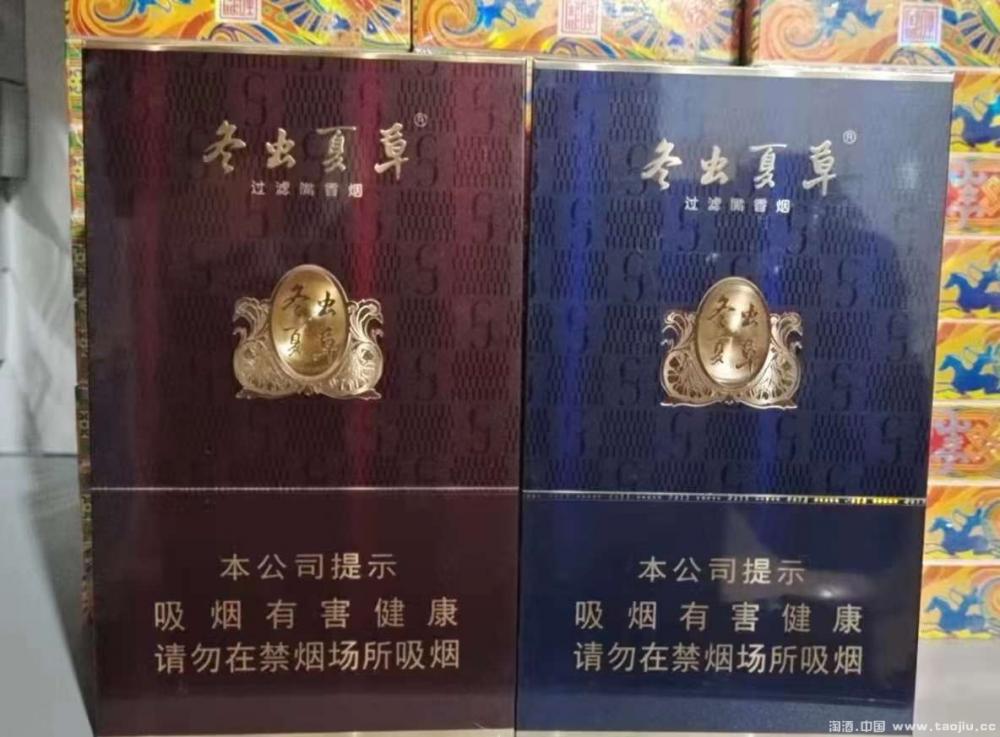 冬虫夏草®
过滤嘴香烟
冬虫
夏草
本公司提示
吸烟有害健康
请勿在禁烟场所吸烟
冬虫夏草®
过滤嘴香烟
冬虫
夏草
本公司提示
吸烟有害健康
请勿在禁烟场所吸烟
淘酒.中国 www.taojiu.cc